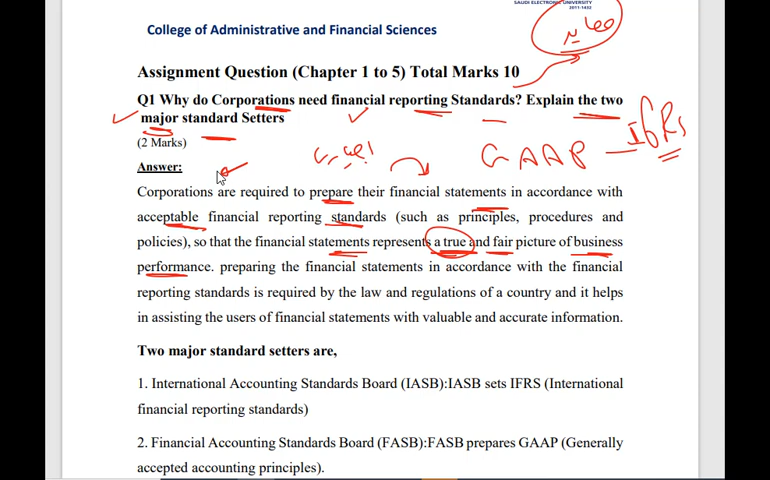 SAUDI ELECTRONIC UNIVERSITY
2011-1432
College of Administrative and Financial Sciences
Assignment Question (Chapter 1 to 5) Total Marks 10
Q1 Why do Corporations need financial reporting Standards? Explain the two
major standard Setters
(2 Marks)
GAAP – IFRS
Answer:
Corporations are required to prepare their financial statements in accordance with
acceptable financial reporting standards (such as principles, procedures and
policies), so that the financial statements represents a true and fair picture of business
performance. preparing the financial statements in accordance with the financial
reporting standards is required by the law and regulations of a country and it helps
in assisting the users of financial statements with valuable and accurate information.
Two major standard setters are,
1. International Accounting Standards Board (IASB):IASB sets IFRS (International
financial reporting standards)
2. Financial Accounting Standards Board (FASB):FASB prepares GAAP (Generally
accepted accounting principles).